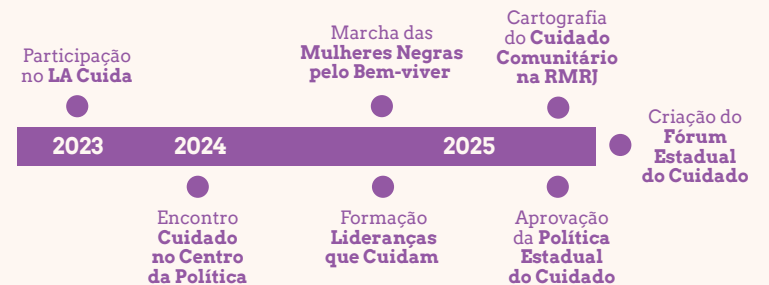 Participação
no LA Cuida
Marcha das
Mulheres Negras
pelo Bem-viver
Cartografia
do Cuidado
Comunitário
na RMRJ
2023
2024
2025
Criação do
Fórum
Estadual
do Cuidado
Encontro
Cuidado
no Centro
da Política
Formação
Lideranças
que Cuidam
Aprovação
da Política
Estadual
do Cuidado